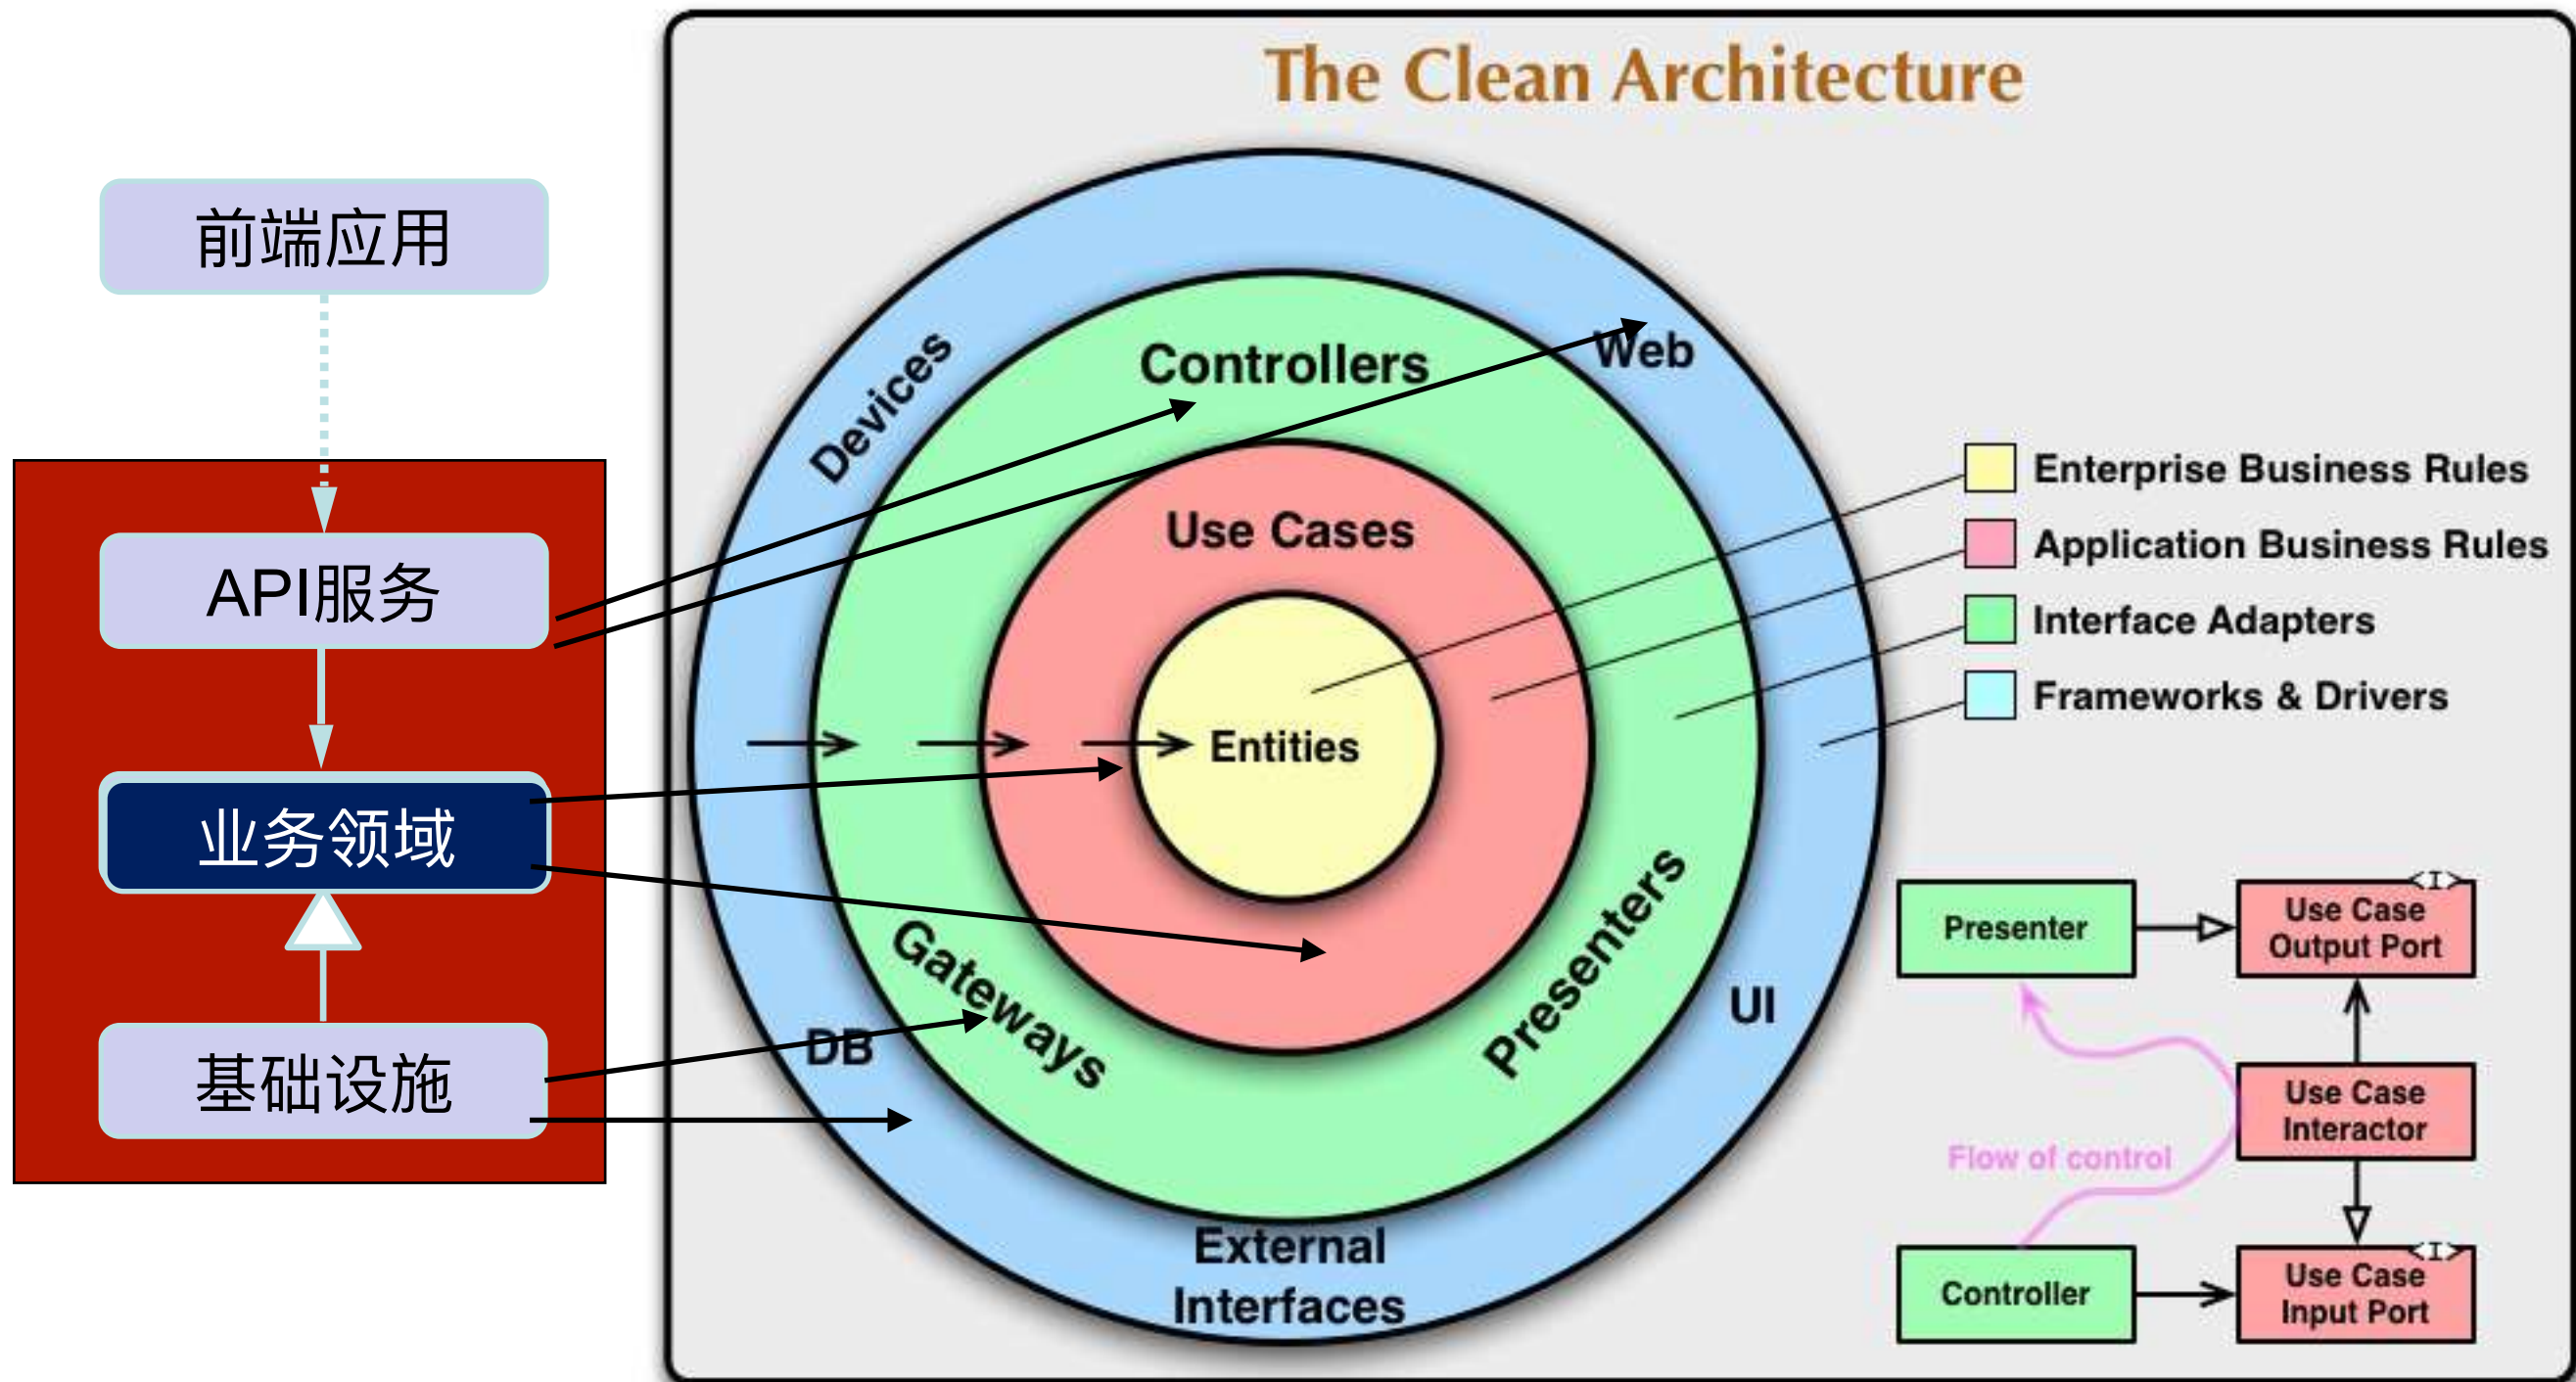 The Clean Architecture
前端应用
API服务
业务领域
基础设施
Devices
Controllers
Web
Use Cases
Entities
Gateways
Presenters
DB
UI
External
Interfaces
Enterprise Business Rules
Application Business Rules
Interface Adapters
Frameworks & Drivers
Presenter
<I>
Use Case
Output Port
Use Case
Interactor
Flow of control
Controller
<I>
Use Case
Input Port